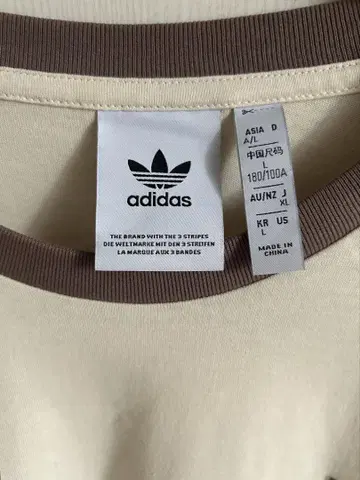 adidas
THE BRAND WITH THE 3 STRIPES
DIE WELTMARKE MIT DEN 3 STREIFEN
LA MARQUE AUX 3 BANDES
ASIA D
A/L
中国尺码
L
180/100A
AU/NZ J
XL
KR US
L
MADE IN
CHINA